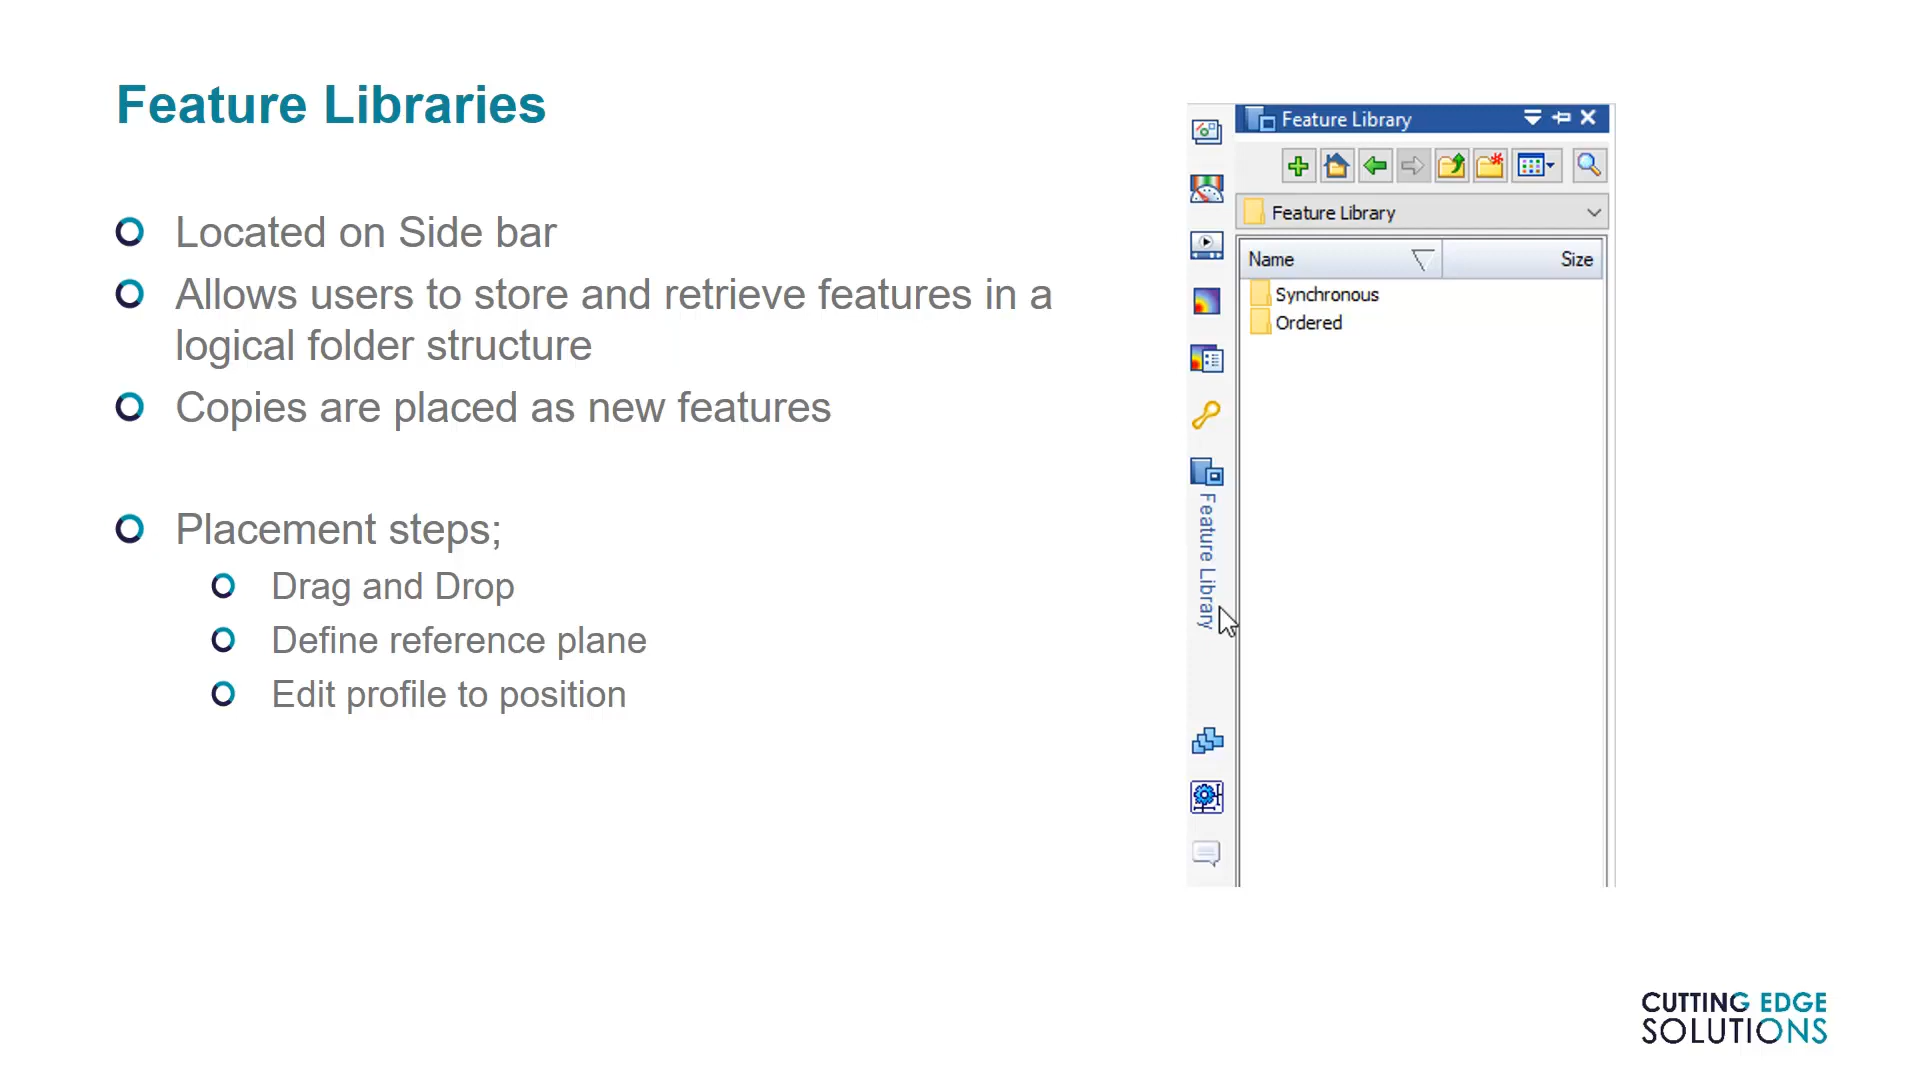 Feature Libraries
Located on Side bar
Allows users to store and retrieve features in a
logical folder structure
Copies are placed as new features
Placement steps;
Drag and Drop
Define reference plane
Edit profile to position
Feature Library
Feature Library
Name Size
Synchronous
Ordered
Feature Library
CUTTING EDGE
SOLUTIONS